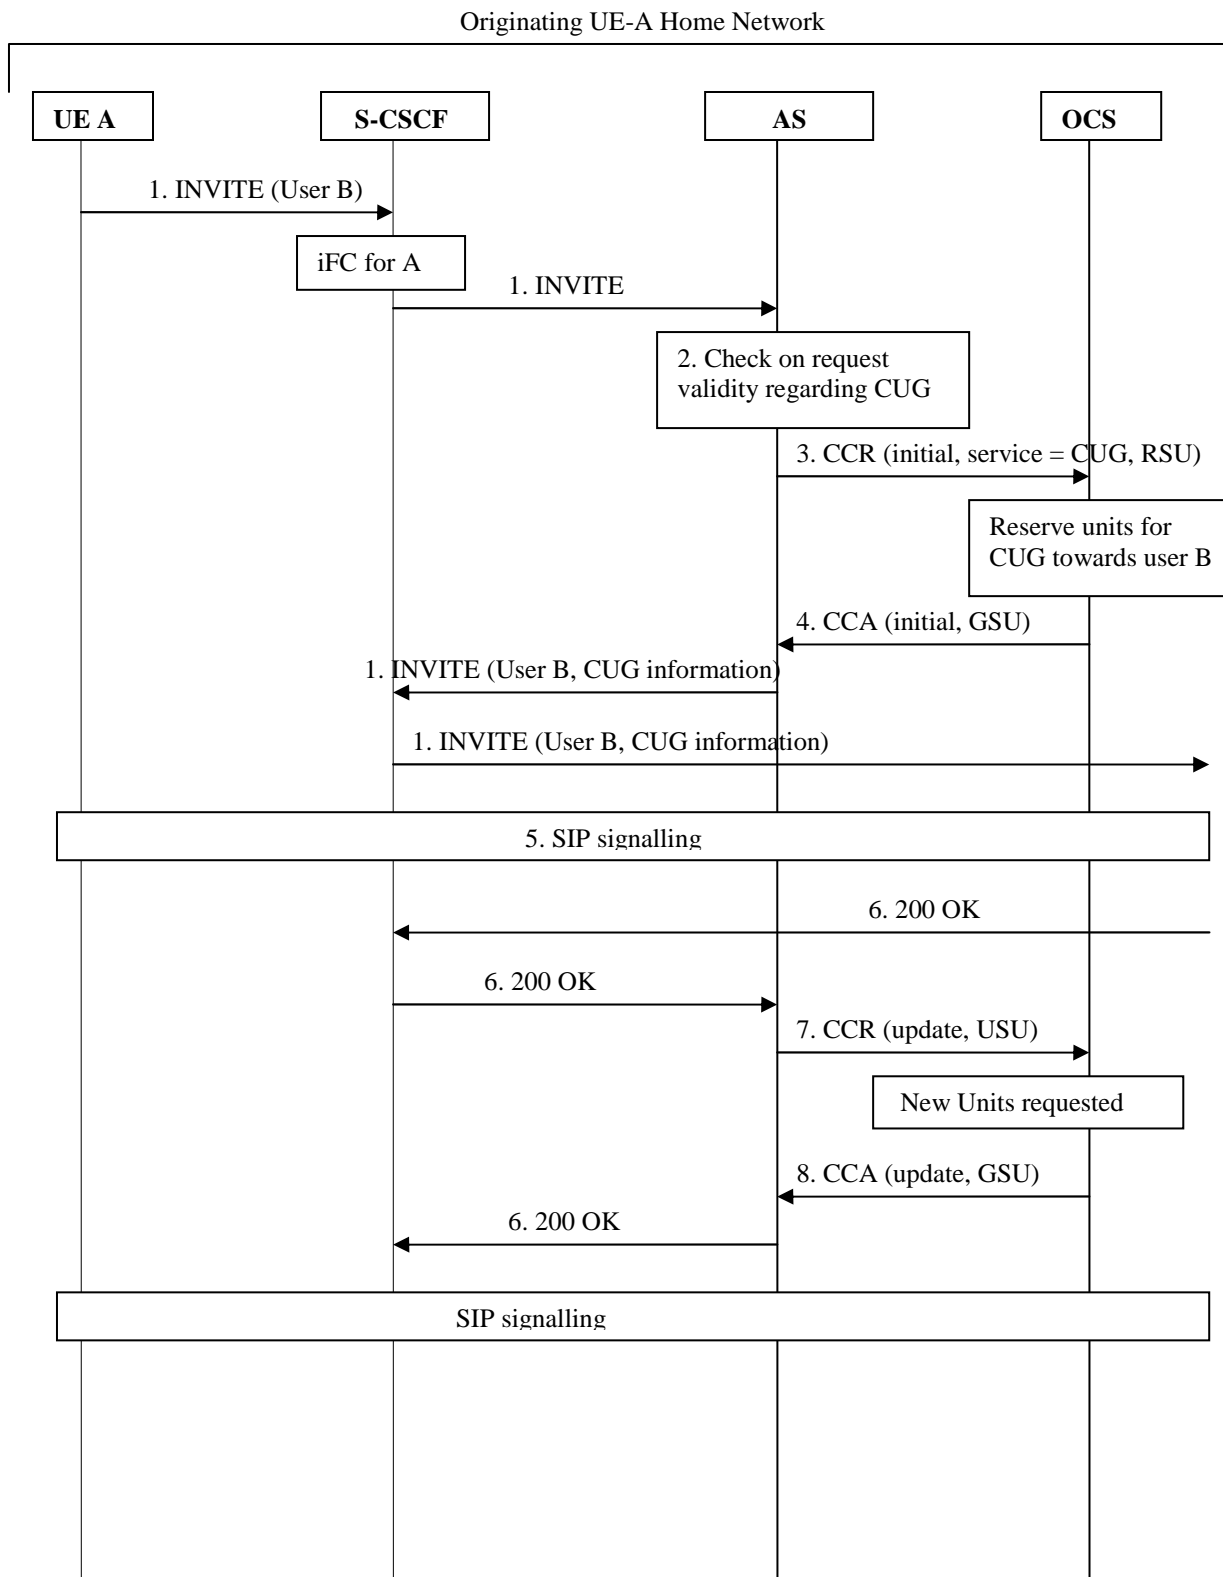 Originating UE-A Home Network
UE A
S-CSCF
AS
OCS
1. INVITE (User B)
iFC for A
1. INVITE
2. Check on request
validity regarding CUG
3. CCR (initial, service = CUG, RSU)
Reserve units for
CUG towards user B
4. CCA (initial, GSU)
1. INVITE (User B, CUG information)
1. INVITE (User B, CUG information)
5. SIP signalling
6. 200 OK
6. 200 OK
7. CCR (update, USU)
New Units requested
8. CCA (update, GSU)
6. 200 OK
SIP signalling